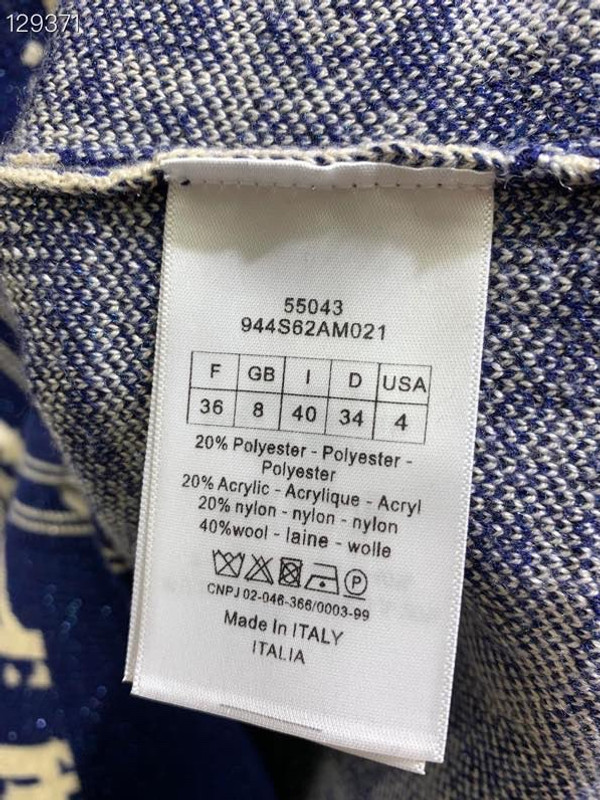 129371
55043
944S62AM021
F GB I D USA
36 8 40 34 4
20% Polyester - Polyester -
Polyester
20% Acrylic - Acrylique - Acryl
20% nylon - nylon - nylon
40%wool - laine - wolle
P
CNPJ 02-046-366/0003-99
Made In ITALY
ITALIA